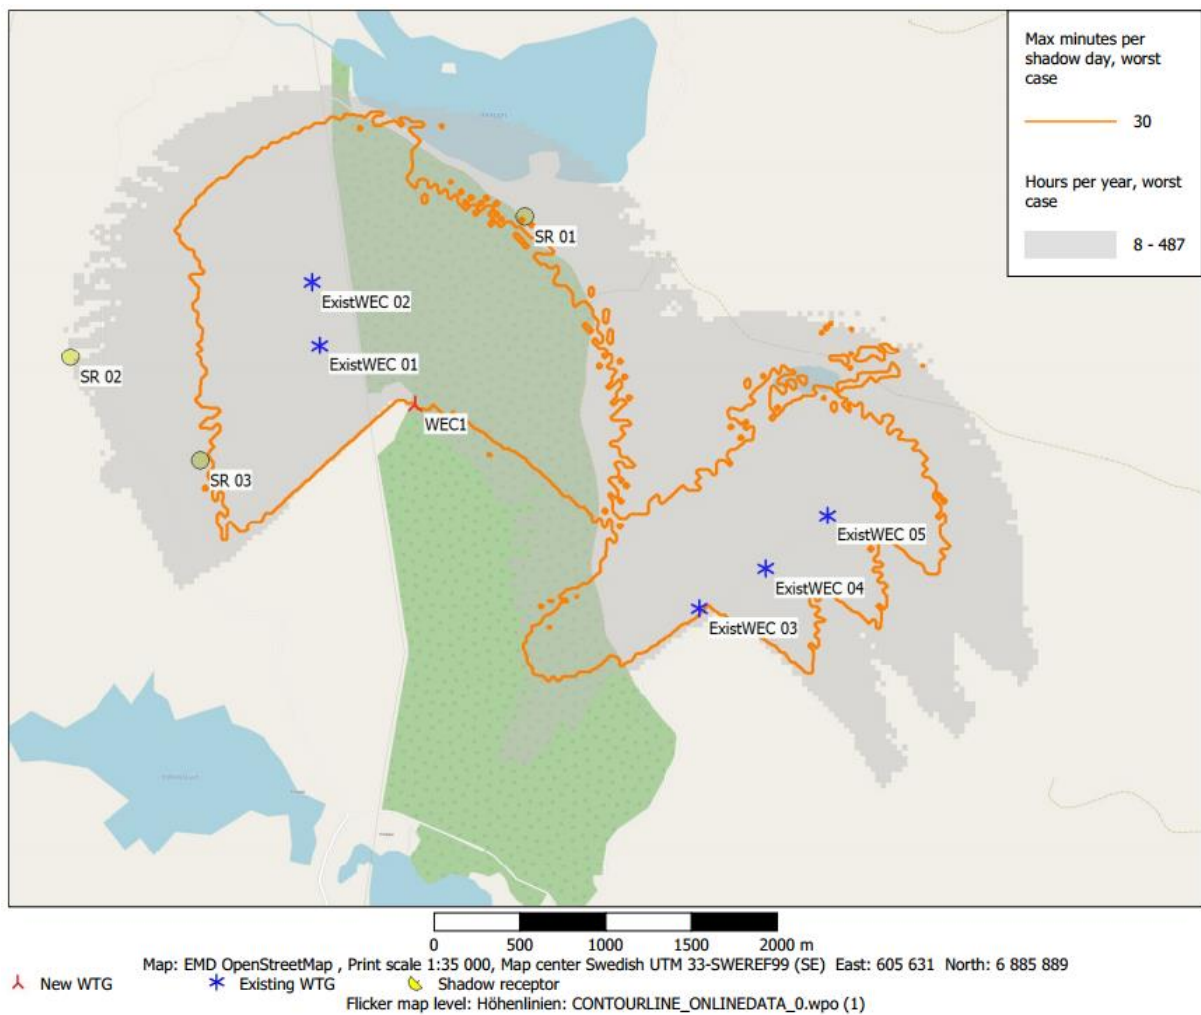 Max minutes per
shadow day, worst
case
30
Hours per year, worst
case
8 - 487
SR 01
ExistWEC 02
ExistWEC 01
SR 02
WEC1
SR 03
ExistWEC 05
ExistWEC 04
ExistWEC 03
0 500 1000 1500 2000 m
Map: EMD OpenStreetMap , Print scale 1:35 000, Map center Swedish UTM 33-SWEREF99 (SE) East: 605 631 North: 6 885 889
New WTG Existing WTG Shadow receptor
Flicker map level: Höhenlinien: CONTOURLINE_ONLINEDATA_0.wpo (1)